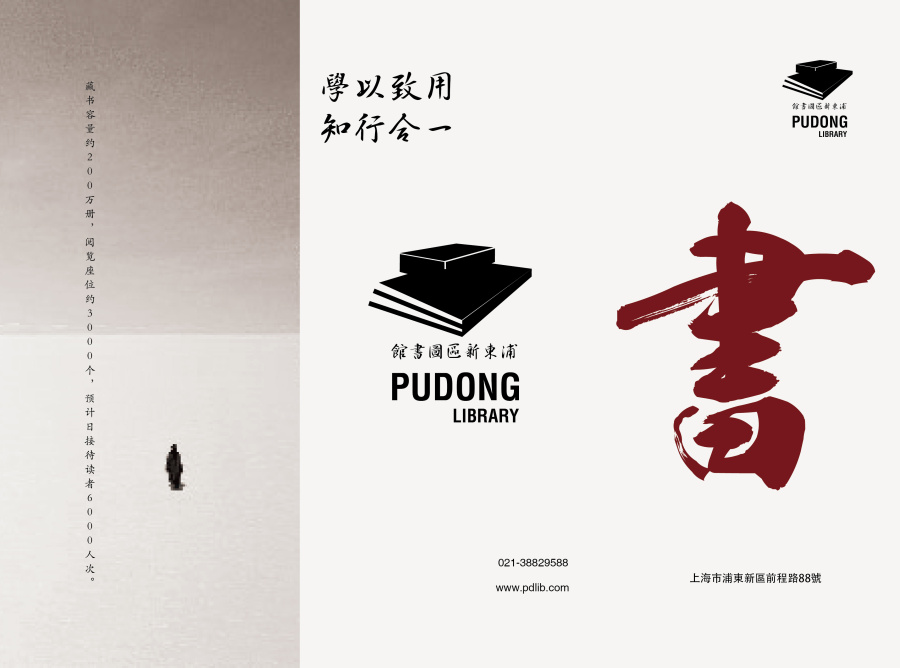 藏书容量约200万册，阅览座位约3000个，预计日接待读者6000人次。
學以致用
知行合一
館書圖區新東浦
PUDONG
LIBRARY
021-38829588
www.pdlib.com
館書圖區新東浦
PUDONG
LIBRARY
書
上海市浦東新區前程路88號